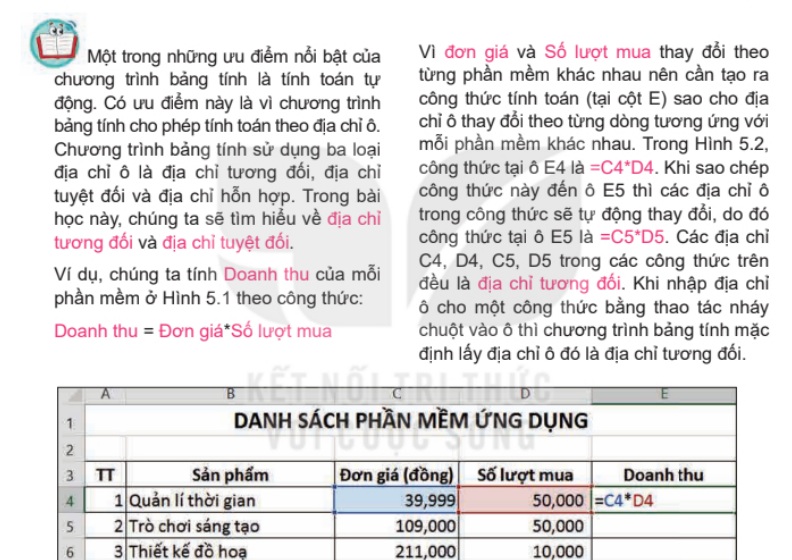 Một trong những ưu điểm nổi bật của
chương trình bảng tính là tính toán tự
động. Có ưu điểm này là vì chương trình
bảng tính cho phép tính toán theo địa chỉ ô.
Chương trình bảng tính sử dụng ba loại
địa chỉ ô là địa chỉ tương đối, địa chỉ
tuyệt đối và địa chỉ hỗn hợp. Trong bài
học này, chúng ta sẽ tìm hiểu về địa chỉ
tương đối và địa chỉ tuyệt đối.
Ví dụ, chúng ta tính Doanh thu của mỗi
phần mềm ở Hình 5.1 theo công thức:
Doanh thu = Đơn giá*Số lượt mua
Vì đơn giá và Số lượt mua thay đổi theo
từng phần mềm khác nhau nên cần tạo ra
công thức tính toán (tại cột E) sao cho địa
chỉ ô thay đổi theo từng dòng tương ứng với
mỗi phần mềm khác nhau. Trong Hình 5.2,
công thức tại ô E4 là =C4*D4. Khi sao chép
công thức này đến ô E5 thì các địa chỉ ô
trong công thức sẽ tự động thay đổi, do đó
công thức tại ô E5 là =C5*D5. Các địa chỉ
C4, D4, C5, D5 trong các công thức trên
đều là địa chỉ tương đối. Khi nhập địa chỉ
ô cho một công thức bằng thao tác nháy
chuột vào ô thì chương trình bảng tính mặc
định lấy địa chỉ ô đó là địa chỉ tương đối.
KẾT NỐI TRI THỨC
VỚI CUỘC SỐNG
A B C D E
1 DANH SÁCH PHẦN MỀM ỨNG DỤNG
2
3 TT Sản phẩm Đơn giá (đồng) Số lượt mua Doanh thu
4 1 Quản lí thời gian 39,999 50,000 =C4*D4
5 2 Trò chơi sáng tạo 109,000 50,000
6 3 Thiết kế đồ hoạ 211,000 10,000